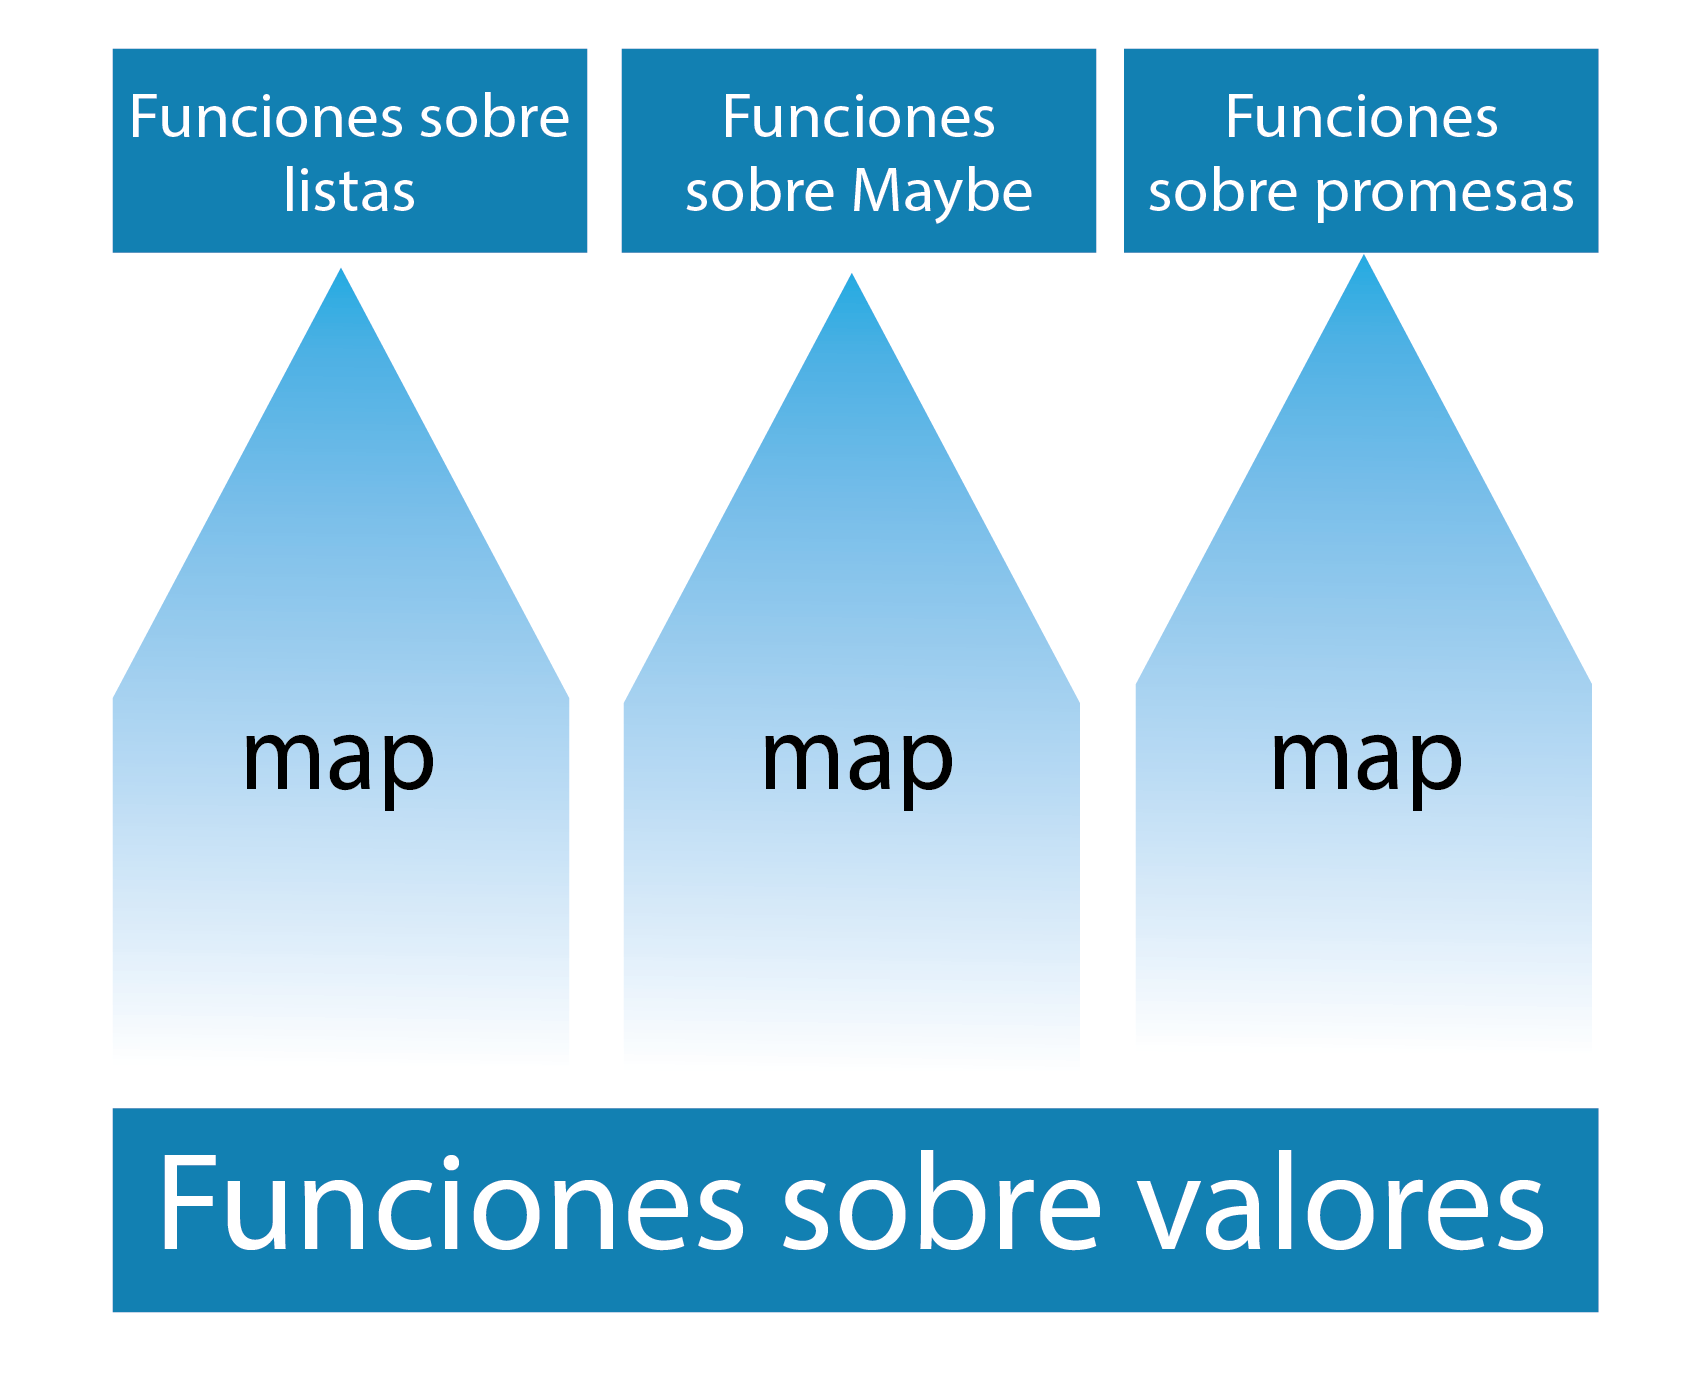 Funciones sobre
listas
Funciones
sobre Maybe
Funciones
sobre promesas
map
map
map
Funciones sobre valores